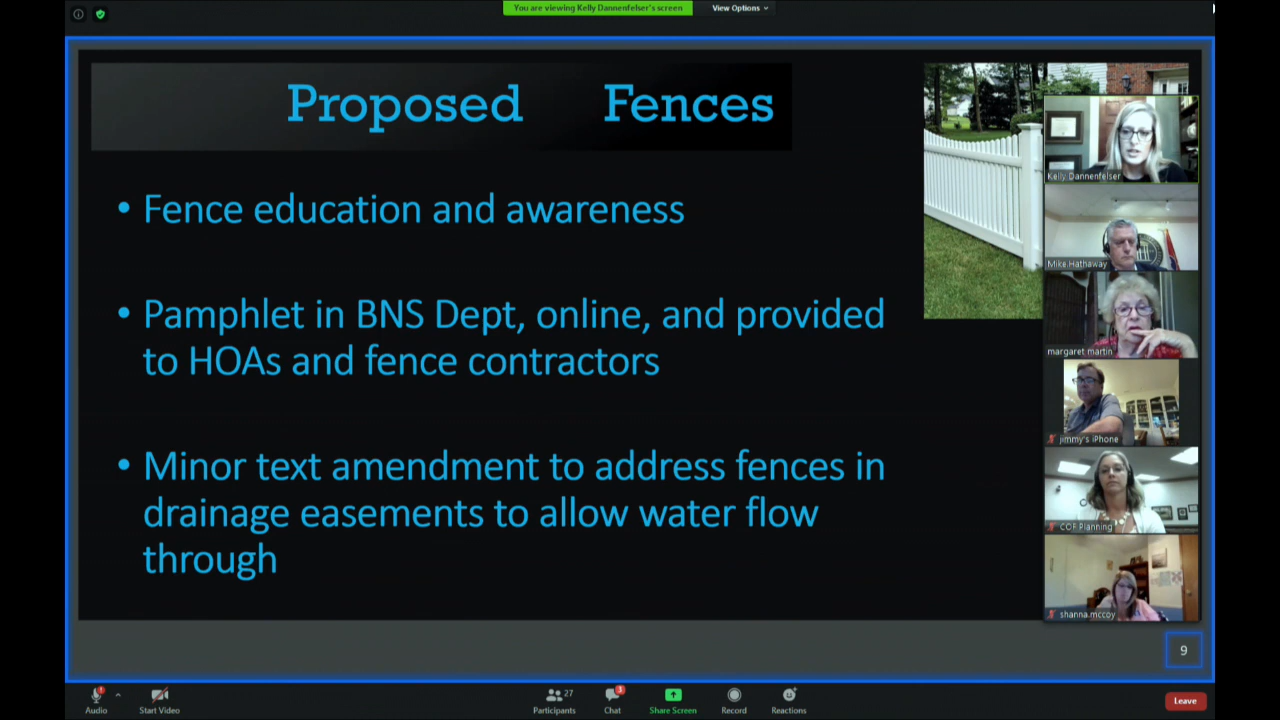 You are viewing Kelly Dannenfelser's screen
View Options
Proposed Fences
• Fence education and awareness
• Pamphlet in BNS Dept, online, and provided
to HOAs and fence contractors
• Minor text amendment to address fences in
drainage easements to allow water flow
through
Kelly Dannenfelser
Mike.Hathaway
margaret martin
jimmy's iPhone
COF Planning
shanna.mccoy
9
Audio
Start Video
Participants
27
Chat
3
Share Screen
Record
Reactions
Leave